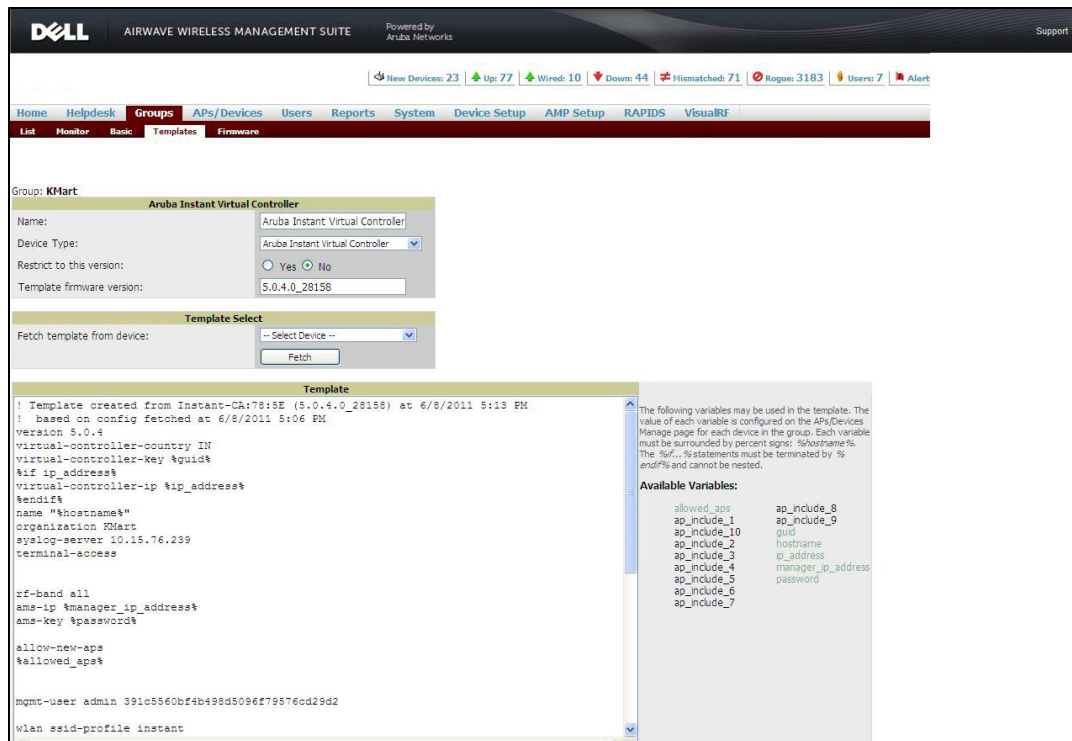 DELL AIRWAVE WIRELESS MANAGEMENT SUITE Powered by Aruba Networks Support
New Devices: 23 Up: 77 Wired: 10 Down: 44 Mismatched: 71 Rogue: 3183 Users: 7 Alert
Home Helpdesk Groups APs/Devices Users Reports System Device Setup AMP Setup RAPIDS VisualRF
List Monitor Basic Templates Firmware
Group: KMart
Aruba Instant Virtual Controller
Name: Aruba Instant Virtual Controller
Device Type: Aruba Instant Virtual Controller
Restrict to this version: Yes No
Template firmware version: 5.0.4.0_28158
Template Select
Fetch template from device: -- Select Device --
Fetch
Template
! Template created from Instant-CA:78:5E (5.0.4.0_28158) at 6/8/2011 5:13 PM
! based on config fetched at 6/8/2011 5:06 PM
version 5.0.4
virtual-controller-country IN
virtual-controller-key %guid%
%if ip_address%
virtual-controller-ip %ip_address%
%endif%
name "%hostname%"
organization KMart
syslog-server 10.15.76.239
terminal-access
rf-band all
ams-ip %manager_ip_address%
ams-key %password%
allow-new-aps
%allowed_aps%
mgmt-user admin 391c5560bf4b498d5096f79576cd29d2
wlan ssid-profile instant
The following variables may be used in the template. The
value of each variable is configured on the APs/Devices
Manage page for each device in the group. Each variable
must be surrounded by percent signs: %hostname%.
The %if... % statements must be terminated by %
endif% and cannot be nested.
Available Variables:
allowed_aps ap_include_8
ap_include_1 ap_include_9
ap_include_10 guid
ap_include_2 hostname
ap_include_3 ip_address
ap_include_4 manager_ip_address
ap_include_5 password
ap_include_6
ap_include_7